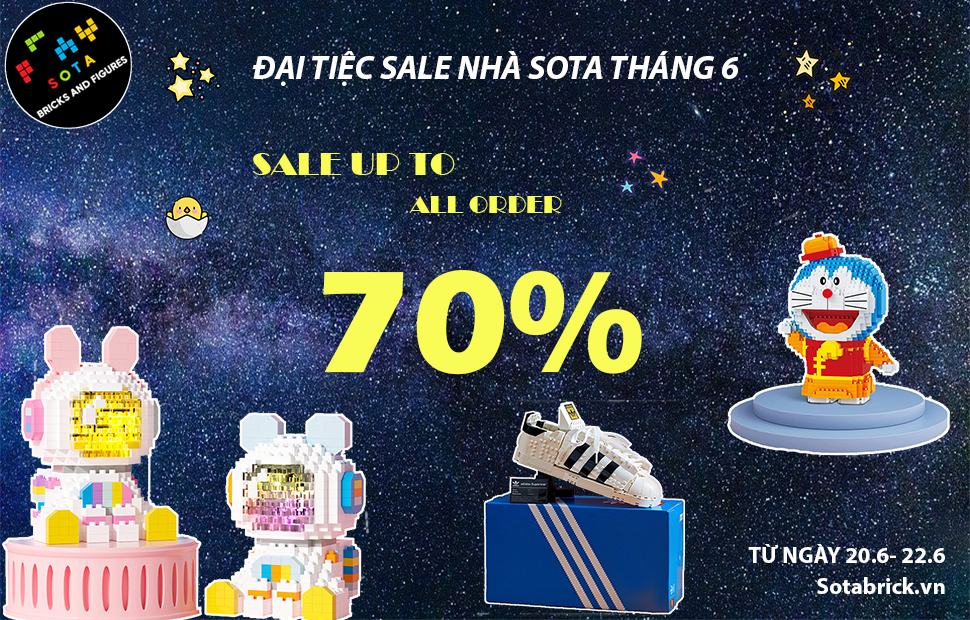 SOTA
BRICKS AND FIGURES
ĐẠI TIỆC SALE NHÀ SOTA THÁNG 6
SALE UP TO
ALL ORDER
70%
TỪ NGÀY 20.6- 22.6
Sotabrick.vn